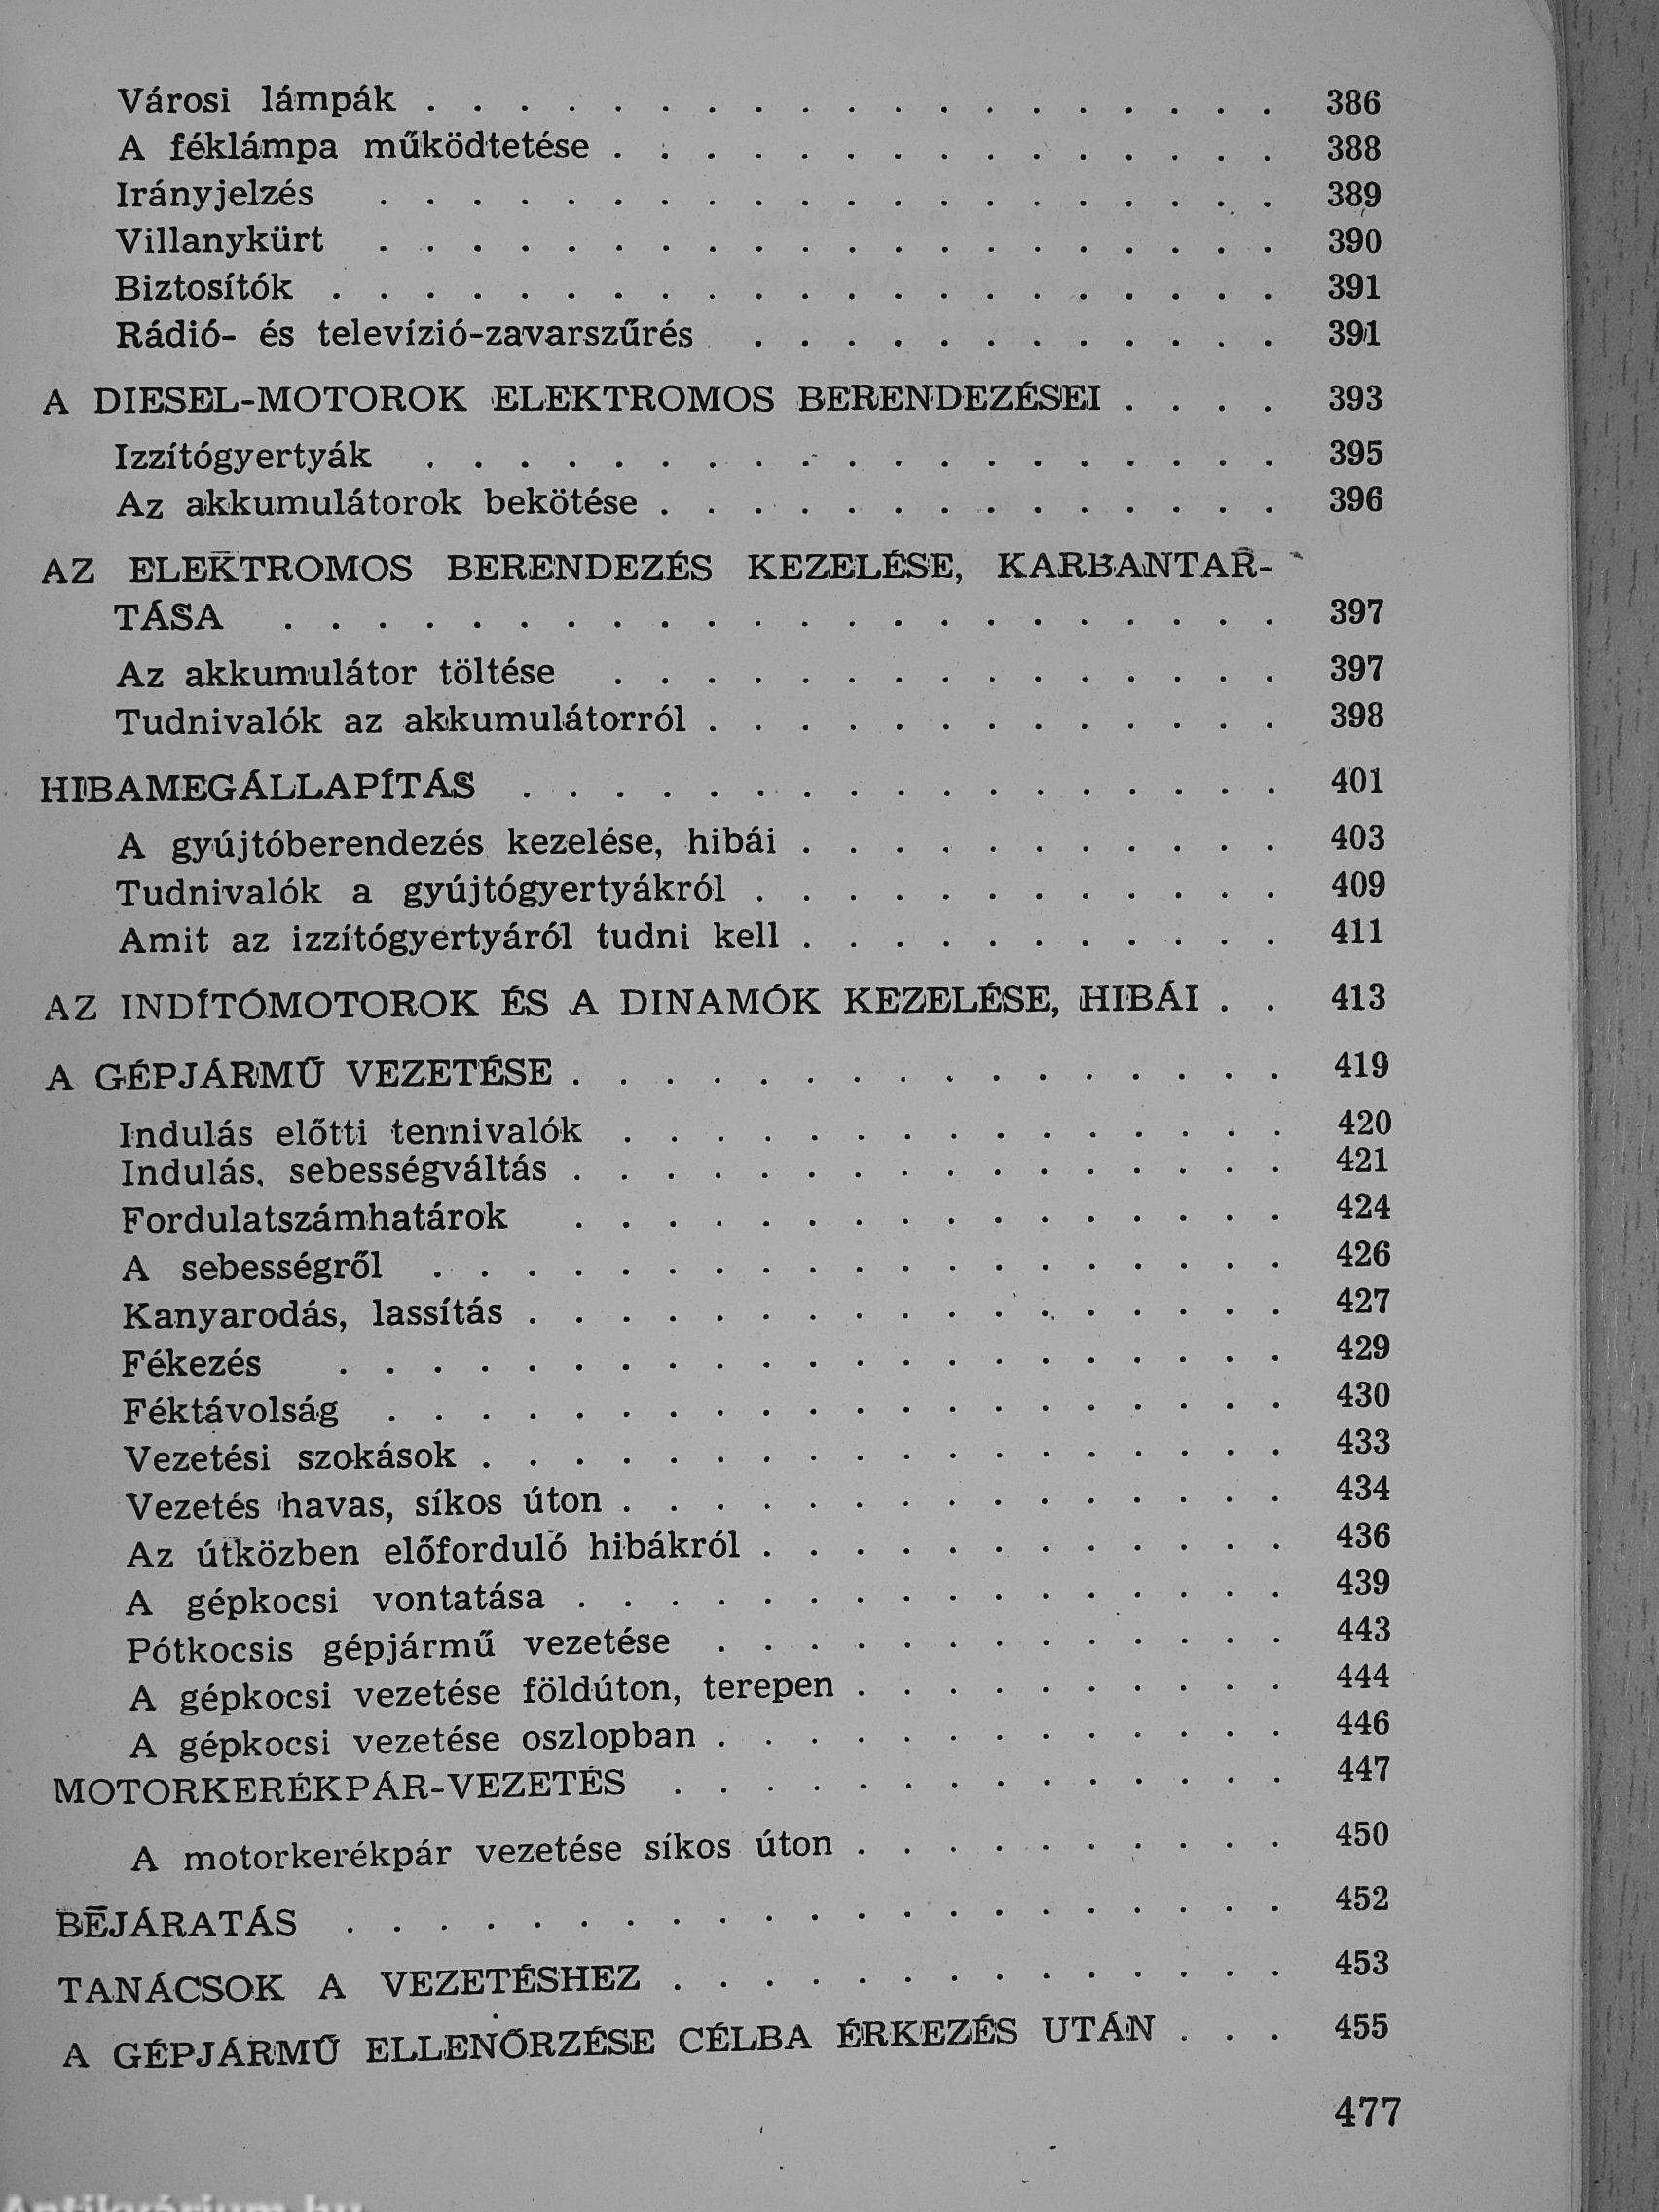 Városi lámpák . . . . . . . . . . . . . . . . . . . 386
A féklámpa működtetése . . . . . . . . . . . . . . . 388
Irányjelzés . . . . . . . . . . . . . . . . . . . . 389
Villanykürt . . . . . . . . . . . . . . . . . . . . 390
Biztosítók . . . . . . . . . . . . . . . . . . . . . 391
Rádió- és televízió-zavarszűrés . . . . . . . . . . . . 391
A DIESEL-MOTOROK ELEKTROMOS BERENDEZÉSEI . . . . 393
Izzítógyertyák . . . . . . . . . . . . . . . . . . . 395
Az akkumulátorok bekötése . . . . . . . . . . . . . . 396
AZ ELEKTROMOS BERENDEZÉS KEZELÉSE, KARBANTAR-
TÁSA . . . . . . . . . . . . . . . . . . . . . . 397
Az akkumulátor töltése . . . . . . . . . . . . . . . 397
Tudnivalók az akkumulátorról . . . . . . . . . . . . . 398
HIBAMEGÁLLAPÍTÁS . . . . . . . . . . . . . . . . . 401
A gyújtóberendezés kezelése, hibái . . . . . . . . . . . 403
Tudnivalók a gyújtógyertyákról . . . . . . . . . . . . 409
Amit az izzítógyertyáról tudni kell . . . . . . . . . . . 411
AZ INDÍTÓMOTOROK ÉS A DINAMÓK KEZELÉSE, HIBÁI . . 413
A GÉPJÁRMŰ VEZETÉSE . . . . . . . . . . . . . . . . 419
Indulás előtti tennivalók . . . . . . . . . . . . . . . 420
Indulás, sebességváltás . . . . . . . . . . . . . . . . 421
Fordulatszámhatárok . . . . . . . . . . . . . . . . 424
A sebességről . . . . . . . . . . . . . . . . . . . 426
Kanyarodás, lassítás . . . . . . . . . . . . . . . . . 427
Fékezés . . . . . . . . . . . . . . . . . . . . . 429
Féktávolság . . . . . . . . . . . . . . . . . . . . 430
Vezetési szokások . . . . . . . . . . . . . . . . . . 433
Vezetés havas, síkos úton . . . . . . . . . . . . . . . 434
Az útközben előforduló hibákról . . . . . . . . . . . . 436
A gépkocsi vontatása . . . . . . . . . . . . . . . . 439
Pótkocsis gépjármű vezetése . . . . . . . . . . . . . 443
A gépkocsi vezetése földúton, terepen . . . . . . . . . . 444
A gépkocsi vezetése oszlopban . . . . . . . . . . . . . 446
MOTORKERÉKPÁR-VEZETÉS . . . . . . . . . . . . . . 447
A motorkerékpár vezetése síkos úton . . . . . . . . . . 450
BEJÁRATÁS . . . . . . . . . . . . . . . . . . . . . 452
TANÁCSOK A VEZETÉSHEZ . . . . . . . . . . . . . . 453
A GÉPJÁRMŰ ELLENŐRZÉSE CÉLBA ÉRKEZÉS UTÁN . . . 455
477